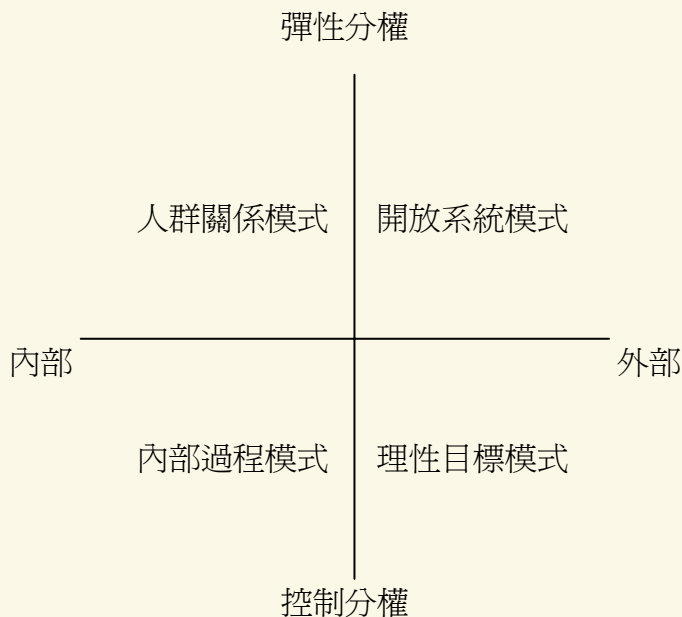 彈性分權
人群關係模式 開放系統模式
內部 外部
內部過程模式 理性目標模式
控制分權